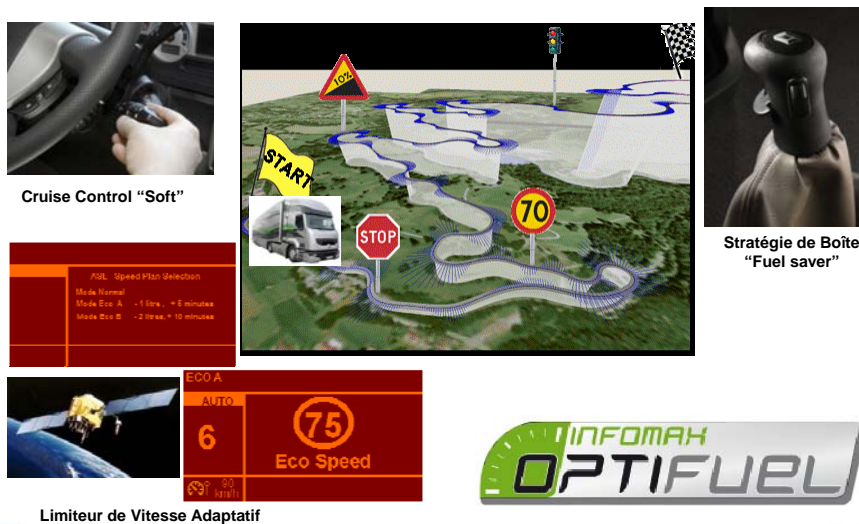 10%
START
STOP
70
Cruise Control “Soft”
Stratégie de Boîte
“Fuel saver”
ASL Speed Plan Selection
Mode Normal
Mode Eco A - 1 litre, + 5 minutes
Mode Eco B - 2 litres, + 10 minutes
ECO A
AUTO
6
75
Eco Speed
90
km/h
Limiteur de Vitesse Adaptatif
INFOMAX
OPTIFUEL